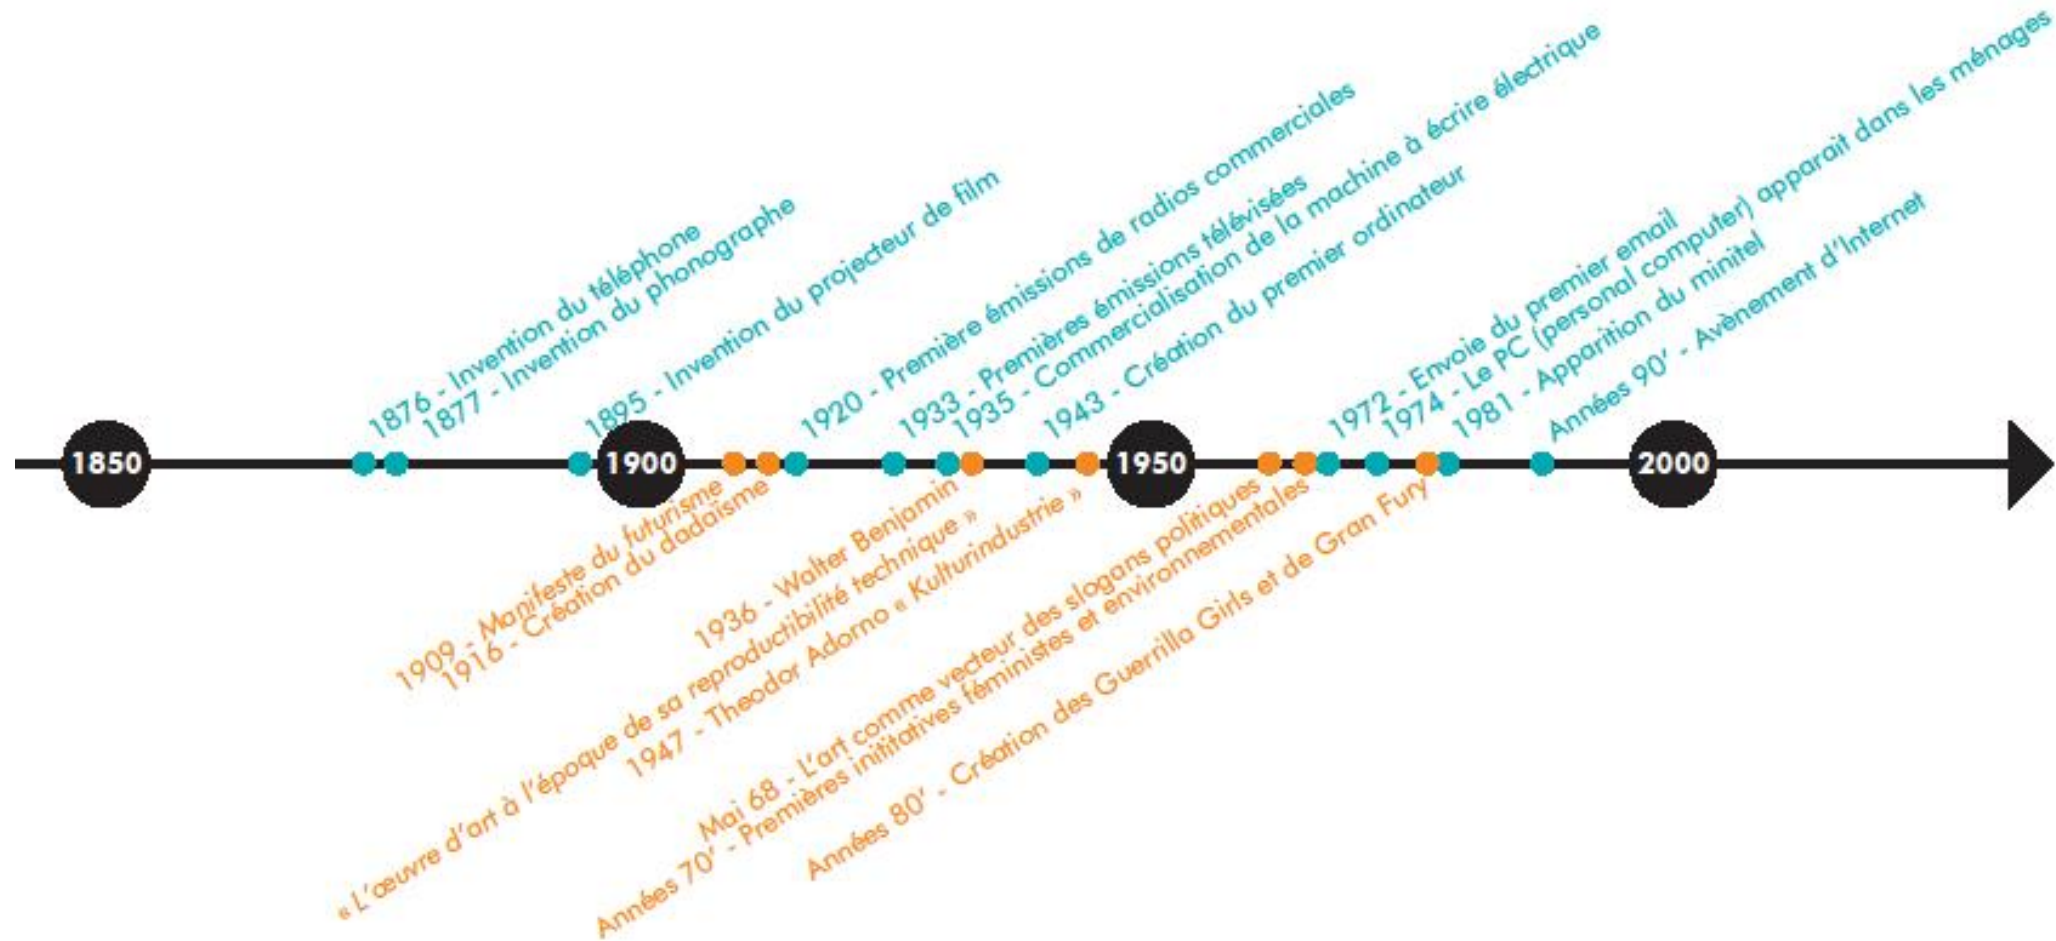 1876 - Invention du téléphone
1877 - Invention du phonographe
1895 - Invention du projecteur de film
1920 - Première émissions de radios commerciales
1933 - Premières émissions télévisées
1935 - Commercialisation de la machine à écrire électrique
1943 - Création du premier ordinateur
1972 - Envoie du premier email
1974 - Le PC (personal computer) apparait dans les ménages
1981 - Apparition du minitel
Années 90' - Avènement d'Internet
1850
1900
1950
2000
1909 - Manifeste du futurisme
1916 - Création du dadaïsme
1936 - Walter Benjamin
« L'œuvre d'art à l'époque de sa reproductibilité technique »
1947 - Theodor Adorno « Kulturindustrie »
Mai 68 - L'art comme vecteur des slogans politiques
Années 70' - Premières inititatives féministes et environnementales
Années 80' - Création des Guerrilla Girls et de Gran Fury